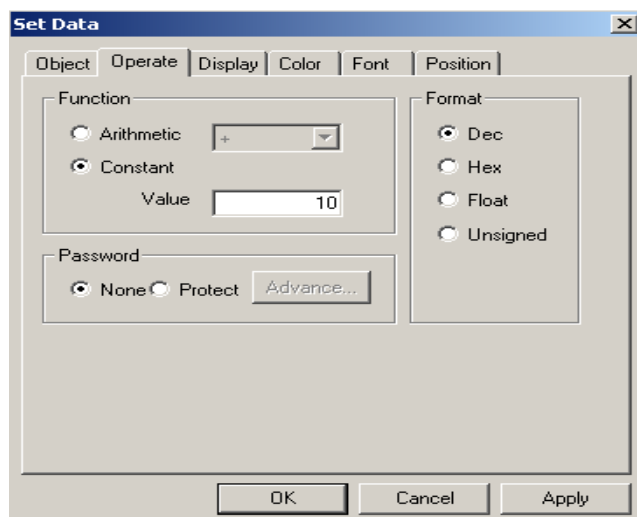 Set Data
Object Operate Display Color Font Position
Function
Arithmetic +
Constant
Value 10
Format
Dec
Hex
Float
Unsigned
Password
None Protect Advance...
OK Cancel Apply